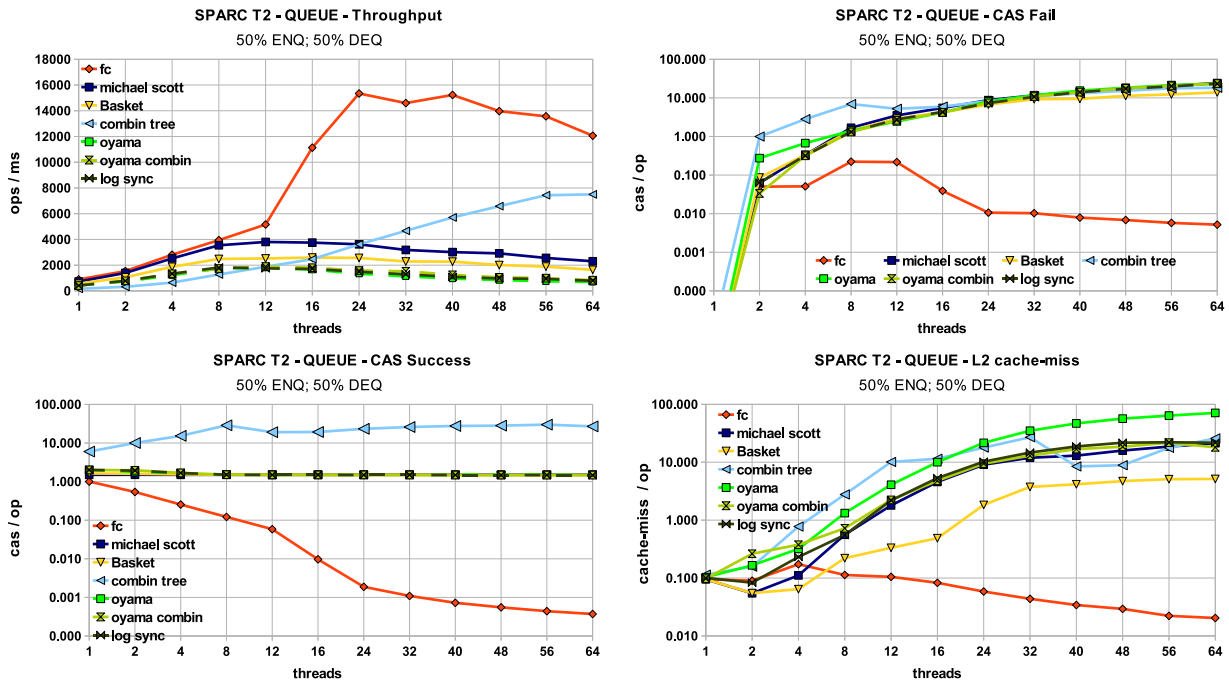 SPARC T2 - QUEUE - Throughput
50% ENQ; 50% DEQ
18000
16000
14000
12000
10000
8000
6000
4000
2000
0
ops / ms
fc
michael scott
Basket
combin tree
oyama
oyama combin
log sync
1 2 4 8 12 16 24 32 40 48 56 64
threads
SPARC T2 - QUEUE - CAS Fail
50% ENQ; 50% DEQ
100.000
10.000
1.000
0.100
0.010
0.001
0.000
cas / op
fc michael scott Basket combin tree
oyama oyama combin log sync
1 2 4 8 12 16 24 32 40 48 56 64
threads
SPARC T2 - QUEUE - CAS Success
50% ENQ; 50% DEQ
100.000
10.000
1.000
0.100
0.010
0.001
0.000
cas / op
fc
michael scott
Basket
combin tree
oyama
oyama combin
log sync
1 2 4 8 12 16 24 32 40 48 56 64
threads
SPARC T2 - QUEUE - L2 cache-miss
50% ENQ; 50% DEQ
100.000
10.000
1.000
0.100
0.010
cache-miss / op
fc
michael scott
Basket
combin tree
oyama
oyama combin
log sync
1 2 4 8 12 16 24 32 40 48 56 64
threads